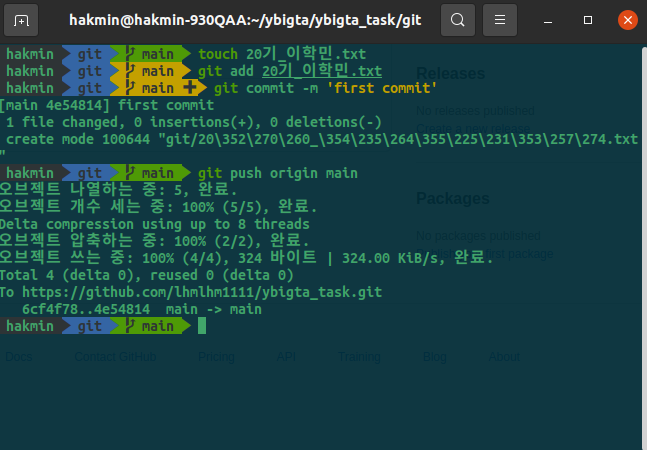 hakmin@hakmin-930QAA:~/ybigta/ybigta_task/git
hakmin git main touch 20기_이학민.txt
hakmin git main git add 20기_이학민.txt
Releases
hakmin git main + git commit -m 'first commit'
[main 4e54814] first commit
No releases published
1 file changed, 0 insertions(+), 0 deletions(-)
create mode 100644 "git/20\352\270\260_\354\235\264\355\225\231\353\257\274.txt
"
hakmin git main git push origin main
오브젝트 나열하는 중: 5, 완료.
오브젝트 개수 세는 중: 100% (5/5), 완료.
Packages
Delta compression using up to 8 threads
오브젝트 압축하는 중: 100% (2/2), 완료.
No packages published
오브젝트 쓰는 중: 100% (4/4), 324 바이트 | 324.00 KiB/s, 완료.
Total 4 (delta 0), reused 0 (delta 0)
To https://github.com/lhmlhm1111/ybigta_task.git
6cf4f78..4e54814 main -> main
hakmin git main
Docs Contact GitHub Pricing API Training Blog About